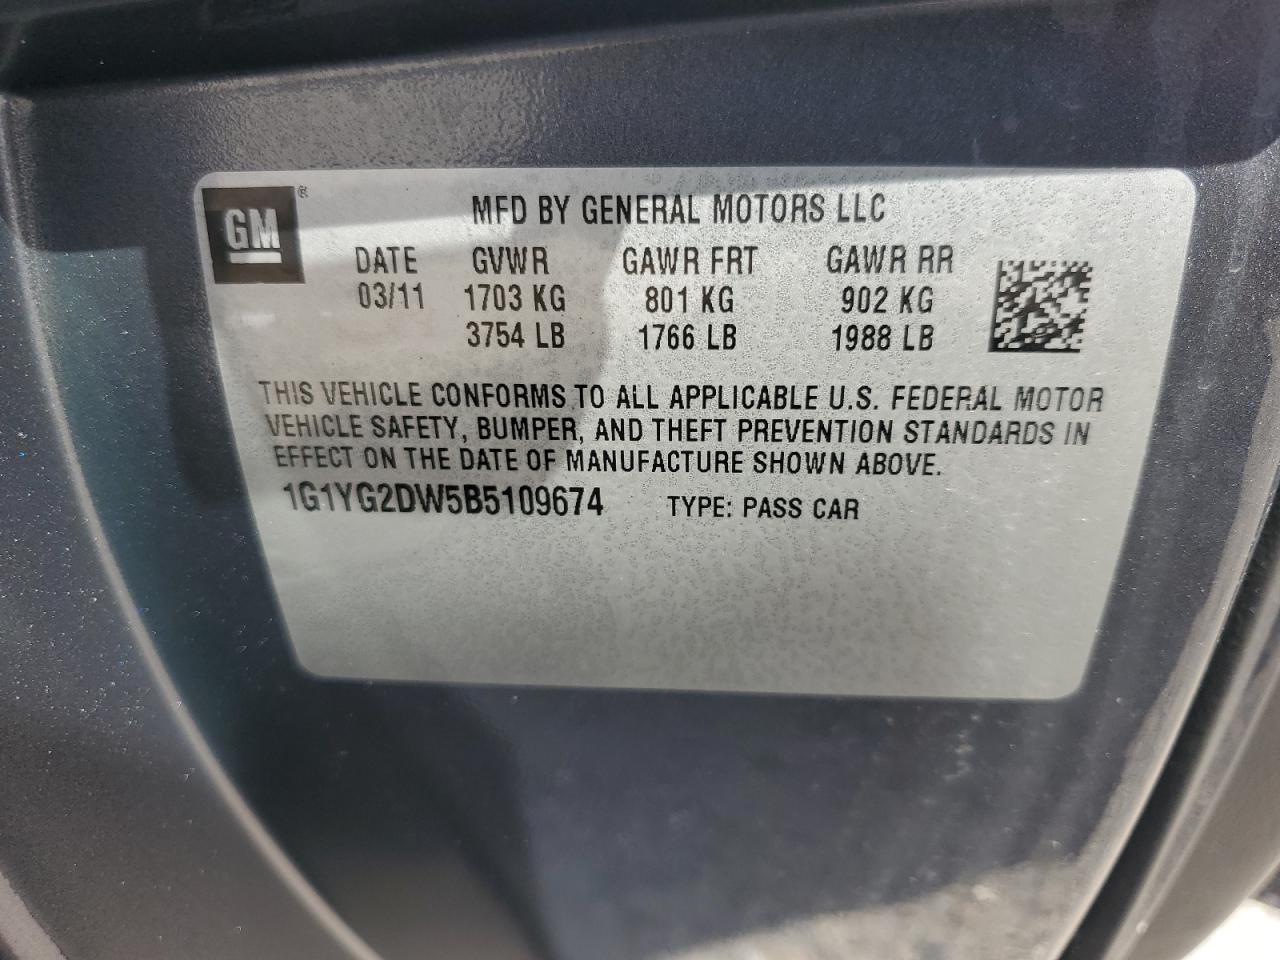 GM ®
MFD BY GENERAL MOTORS LLC
DATE GVWR GAWR FRT GAWR RR
03/11 1703 KG 801 KG 902 KG
3754 LB 1766 LB 1988 LB
THIS VEHICLE CONFORMS TO ALL APPLICABLE U.S. FEDERAL MOTOR
VEHICLE SAFETY, BUMPER, AND THEFT PREVENTION STANDARDS IN
EFFECT ON THE DATE OF MANUFACTURE SHOWN ABOVE.
1G1YG2DW5B5109674 TYPE: PASS CAR